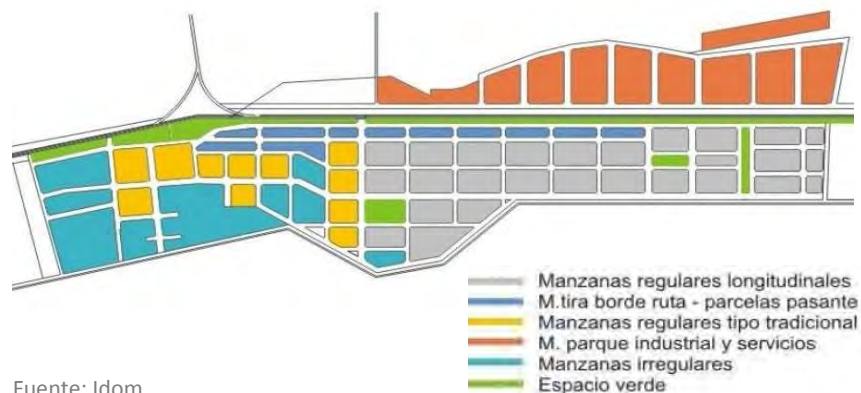 Manzanas regulares longitudinales
M.tira borde ruta - parcelas pasante
Manzanas regulares tipo tradicional
M. parque industrial y servicios
Manzanas irregulares
Espacio verde
Fuente: Idom